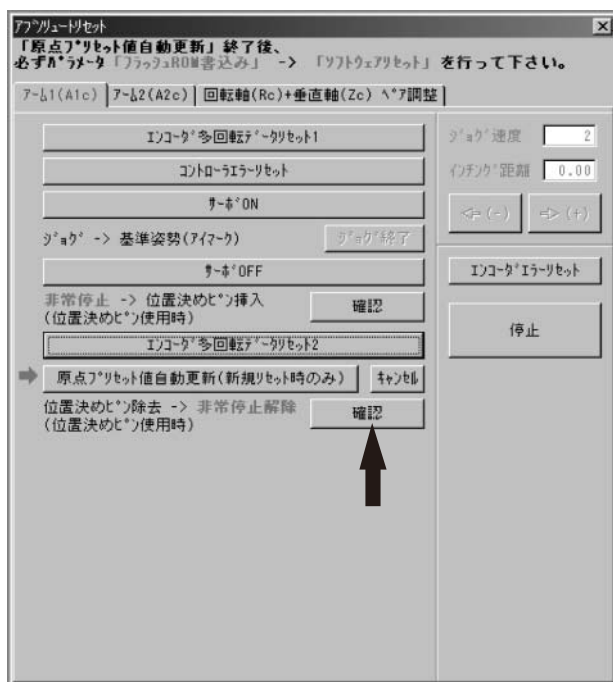 アブソリュートリセット
「原点プリセット値自動更新」終了後、
必ずパラメータ「フラッシュROM書込み」 -> 「ソフトウェアリセット」を行って下さい。
アーム1(A1c) アーム2(A2c) 回転軸(Rc)+垂直軸(Zc) ペア調整
エンコーダ多回転データリセット1
コントローラエラーリセット
サーボON
ジョグ -> 基準姿勢(アイマーク) ジョグ終了
サーボOFF
非常停止 -> 位置決めピン挿入
(位置決めピン使用時)
確認
エンコーダ多回転データリセット2
原点プリセット値自動更新(新規リセット時のみ) キャンセル
位置決めピン除去 -> 非常停止解除
(位置決めピン使用時)
確認
ジョグ速度 2
インチング距離 0.00
<= (-) => (+)
エンコーダエラーリセット
停止